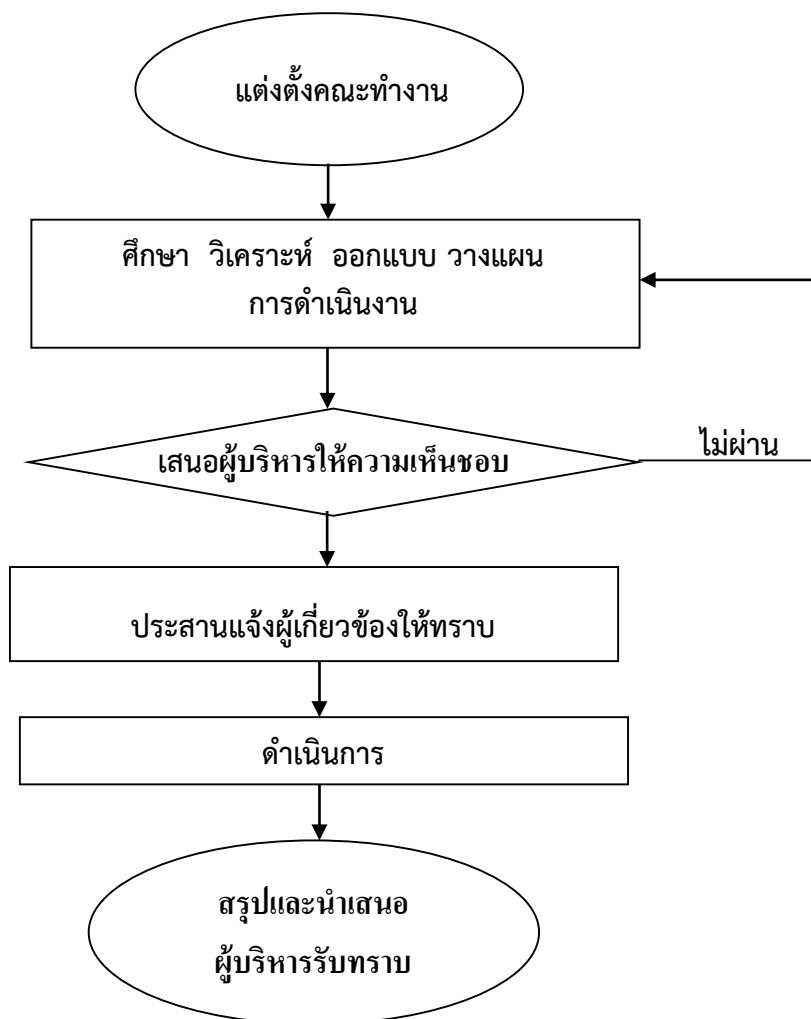 แต่งตั้งคณะทำงาน
ศึกษา วิเคราะห์ ออกแบบ วางแผน
การดำเนินงาน
เสนอผู้บริหารให้ความเห็นชอบ
ไม่ผ่าน
ประสานแจ้งผู้เกี่ยวข้องให้ทราบ
ดำเนินการ
สรุปและนำเสนอ
ผู้บริหารรับทราบ